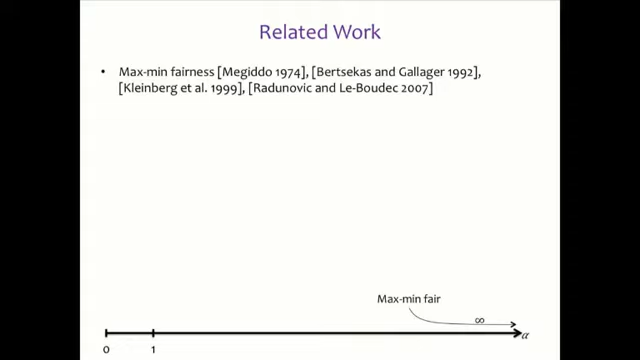 Related Work
• Max-min fairness [Megiddo 1974], [Bertsekas and Gallager 1992],
[Kleinberg et al. 1999], [Radunovic and Le-Boudec 2007]
Max-min fair
∞
α
0 1